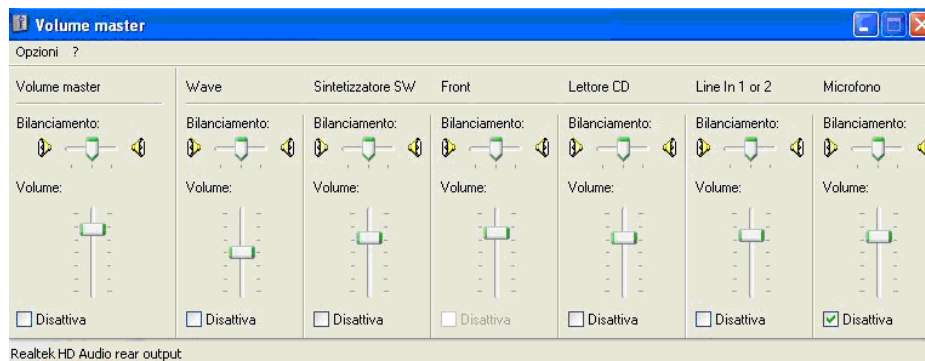 Volume master
Opzioni ?
Volume master Wave Sintetizzatore SW Front Lettore CD Line In 1 or 2 Microfono
Bilanciamento: Bilanciamento: Bilanciamento: Bilanciamento: Bilanciamento: Bilanciamento: Bilanciamento:
Volume: Volume: Volume: Volume: Volume: Volume: Volume:
Disattiva Disattiva Disattiva Disattiva Disattiva Disattiva Disattiva
Realtek HD Audio rear output